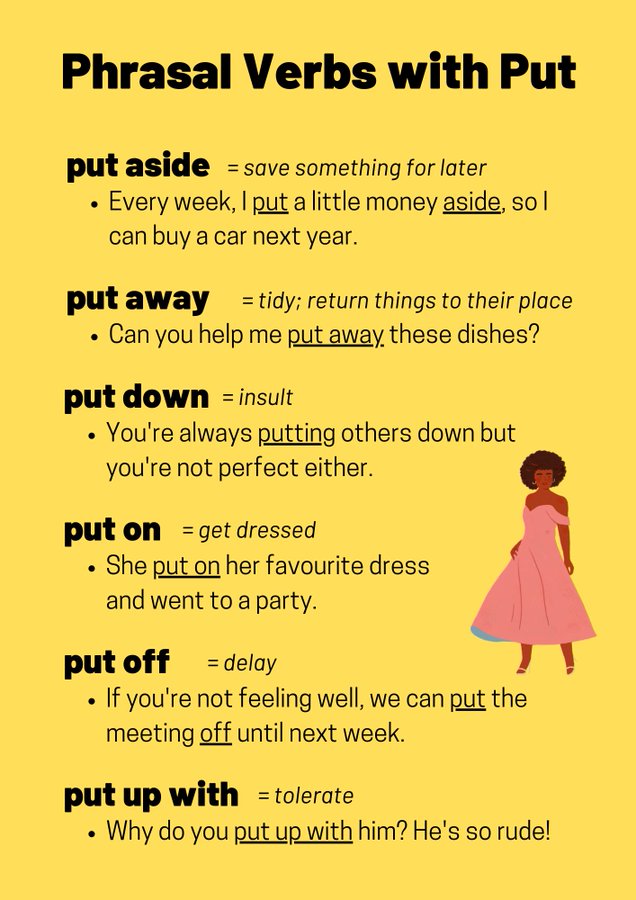 Phrasal Verbs with Put
put aside = save something for later
• Every week, I put a little money aside, so I
can buy a car next year.
put away = tidy; return things to their place
• Can you help me put away these dishes?
put down = insult
• You're always putting others down but
you're not perfect either.
put on = get dressed
• She put on her favourite dress
and went to a party.
put off = delay
• If you're not feeling well, we can put the
meeting off until next week.
put up with = tolerate
• Why do you put up with him? He's so rude!